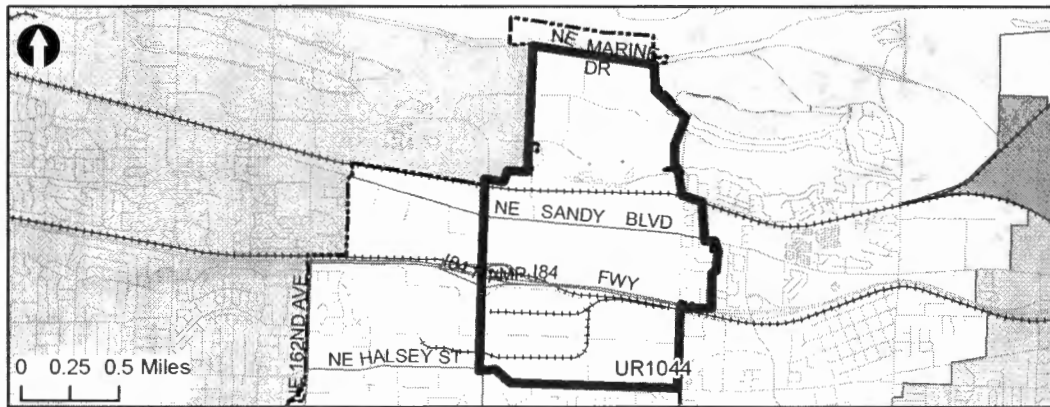 NE MARINE
DR
NE SANDY BLVD
I84 FWY
NE 162ND AVE
NE HALSEY ST
UR1044
0 0.25 0.5 Miles